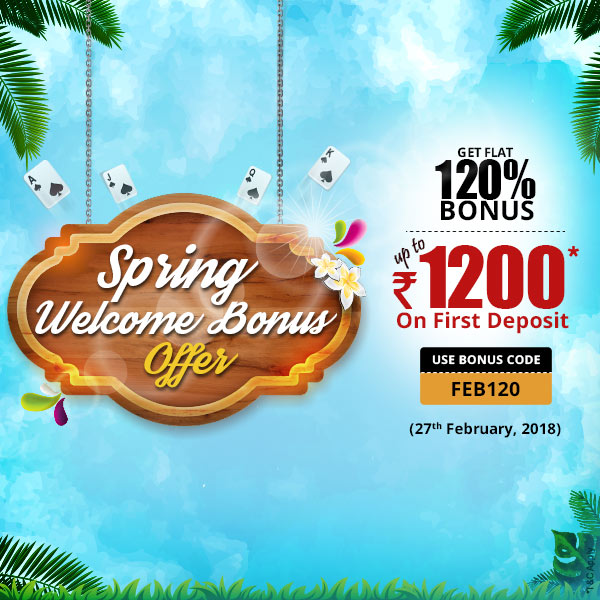 A
J
Q
K
Spring
Welcome Bonus
Offer
GET FLAT
120%
BONUS
up to
₹1200*
On First Deposit
USE BONUS CODE
FEB120
(27th February, 2018)